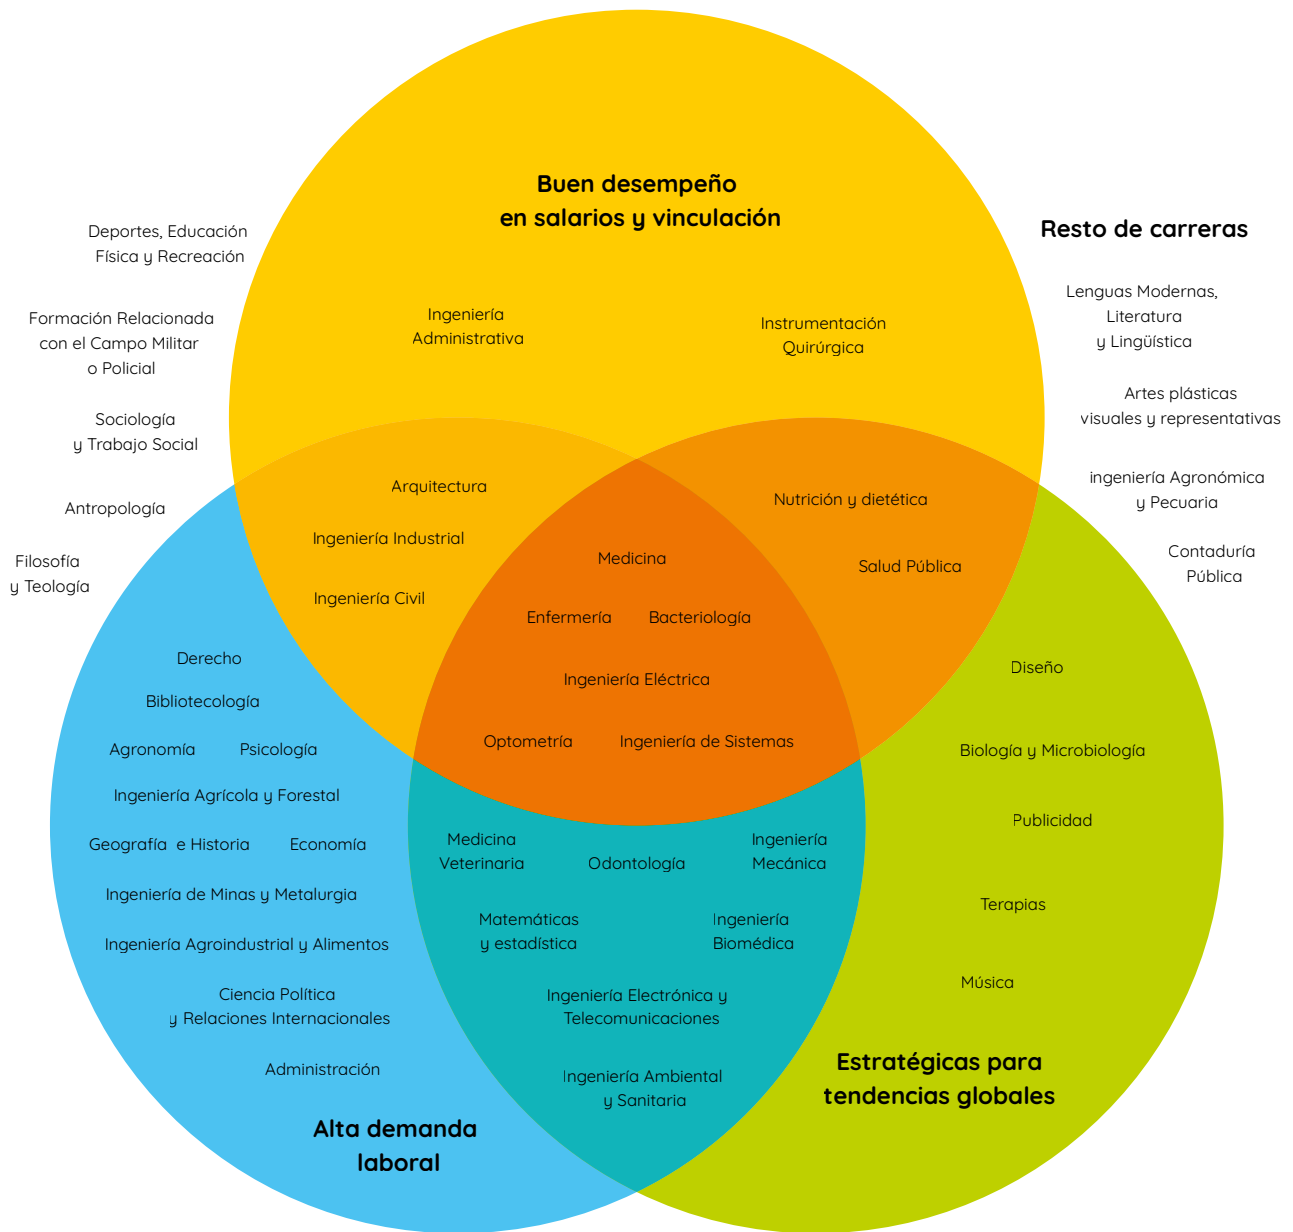 Buen desempeño
en salarios y vinculación
Deportes, Educación
Física y Recreación
Formación Relacionada
con el Campo Militar
o Policial
Sociología
y Trabajo Social
Antropología
Filosofía
y Teología
Resto de carreras
Lenguas Modernas,
Literatura
y Lingüística
Artes plásticas
visuales y representativas
ingeniería Agronómica
y Pecuaria
Contaduría
Pública
Ingeniería
Administrativa
Instrumentación
Quirúrgica
Arquitectura
Ingeniería Industrial
Ingeniería Civil
Nutrición y dietética
Salud Pública
Medicina
Enfermería
Bacteriología
Ingeniería Eléctrica
Optometría
Ingeniería de Sistemas
Derecho
Bibliotecología
Agronomía
Psicología
Ingeniería Agrícola y Forestal
Geografía e Historia
Economía
Ingeniería de Minas y Metalurgia
Ingeniería Agroindustrial y Alimentos
Ciencia Política
y Relaciones Internacionales
Administración
Alta demanda
laboral
Medicina
Veterinaria
Odontología
Ingeniería
Mecánica
Matemáticas
y estadística
Ingeniería
Biomédica
Ingeniería Electrónica y
Telecomunicaciones
Ingeniería Ambiental
y Sanitaria
Diseño
Biología y Microbiología
Publicidad
Terapias
Música
Estratégicas para
tendencias globales